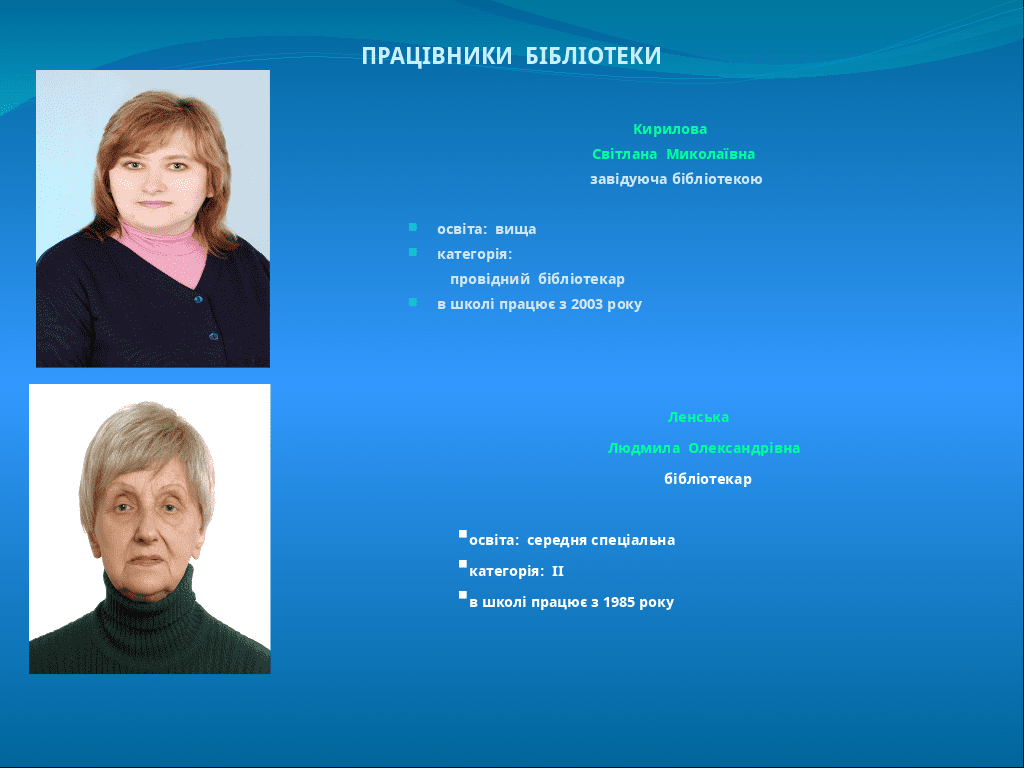 ПРАЦІВНИКИ БІБЛІОТЕКИ
Кирилова
Світлана Миколаївна
завідуюча бібліотекою
освіта: вища
категорія:
провідний бібліотекар
в школі працює з 2003 року
Ленська
Людмила Олександрівна
бібліотекар
освіта: середня спеціальна
категорія: II
в школі працює з 1985 року